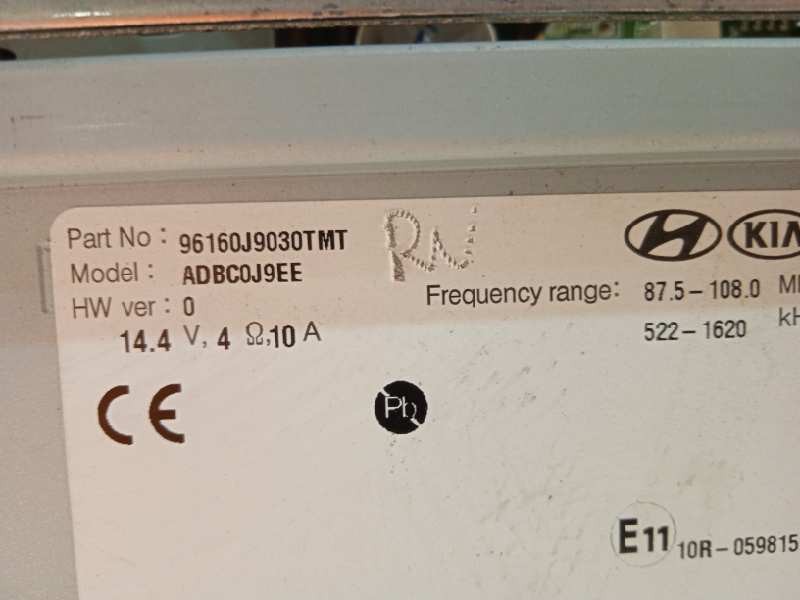 Part No : 96160J9030TMT
Model : ADBC0J9EE
HW ver : 0
14.4 V, 4 Ω, 10 A
Frequency range: 87.5 - 108.0
522 - 1620
KIA
CE
Pb
E11 10R - 059815